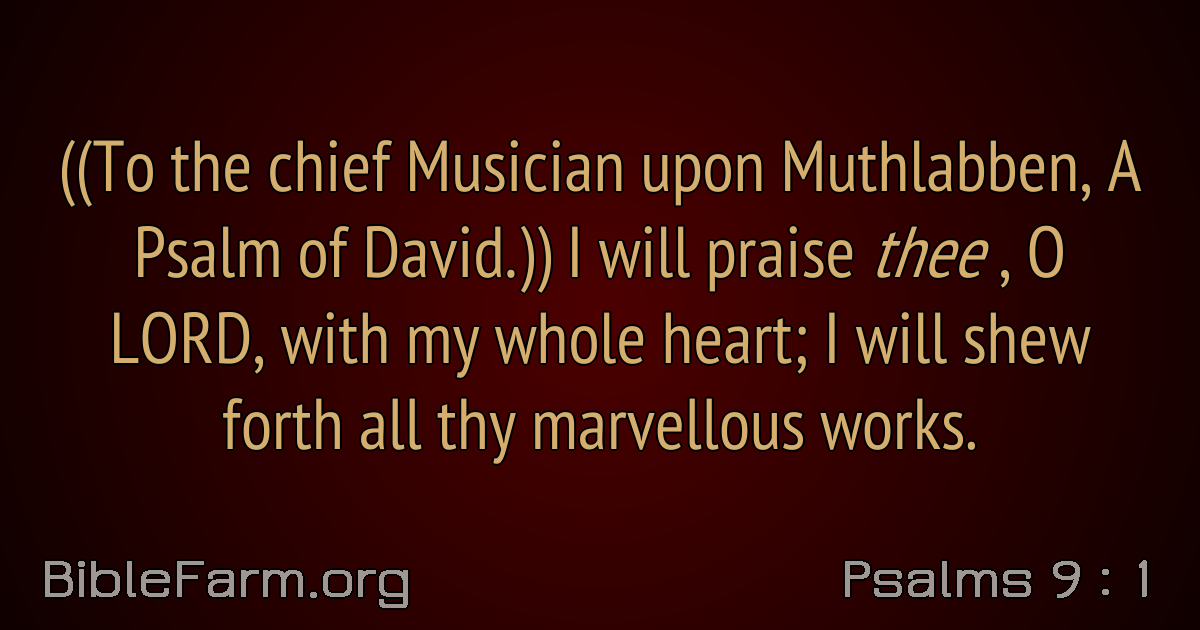 ((To the chief Musician upon Muthlabben, A
Psalm of David.)) I will praise thee , O
LORD, with my whole heart; I will shew
forth all thy marvellous works.
BibleFarm.org
Psalms 9 : 1